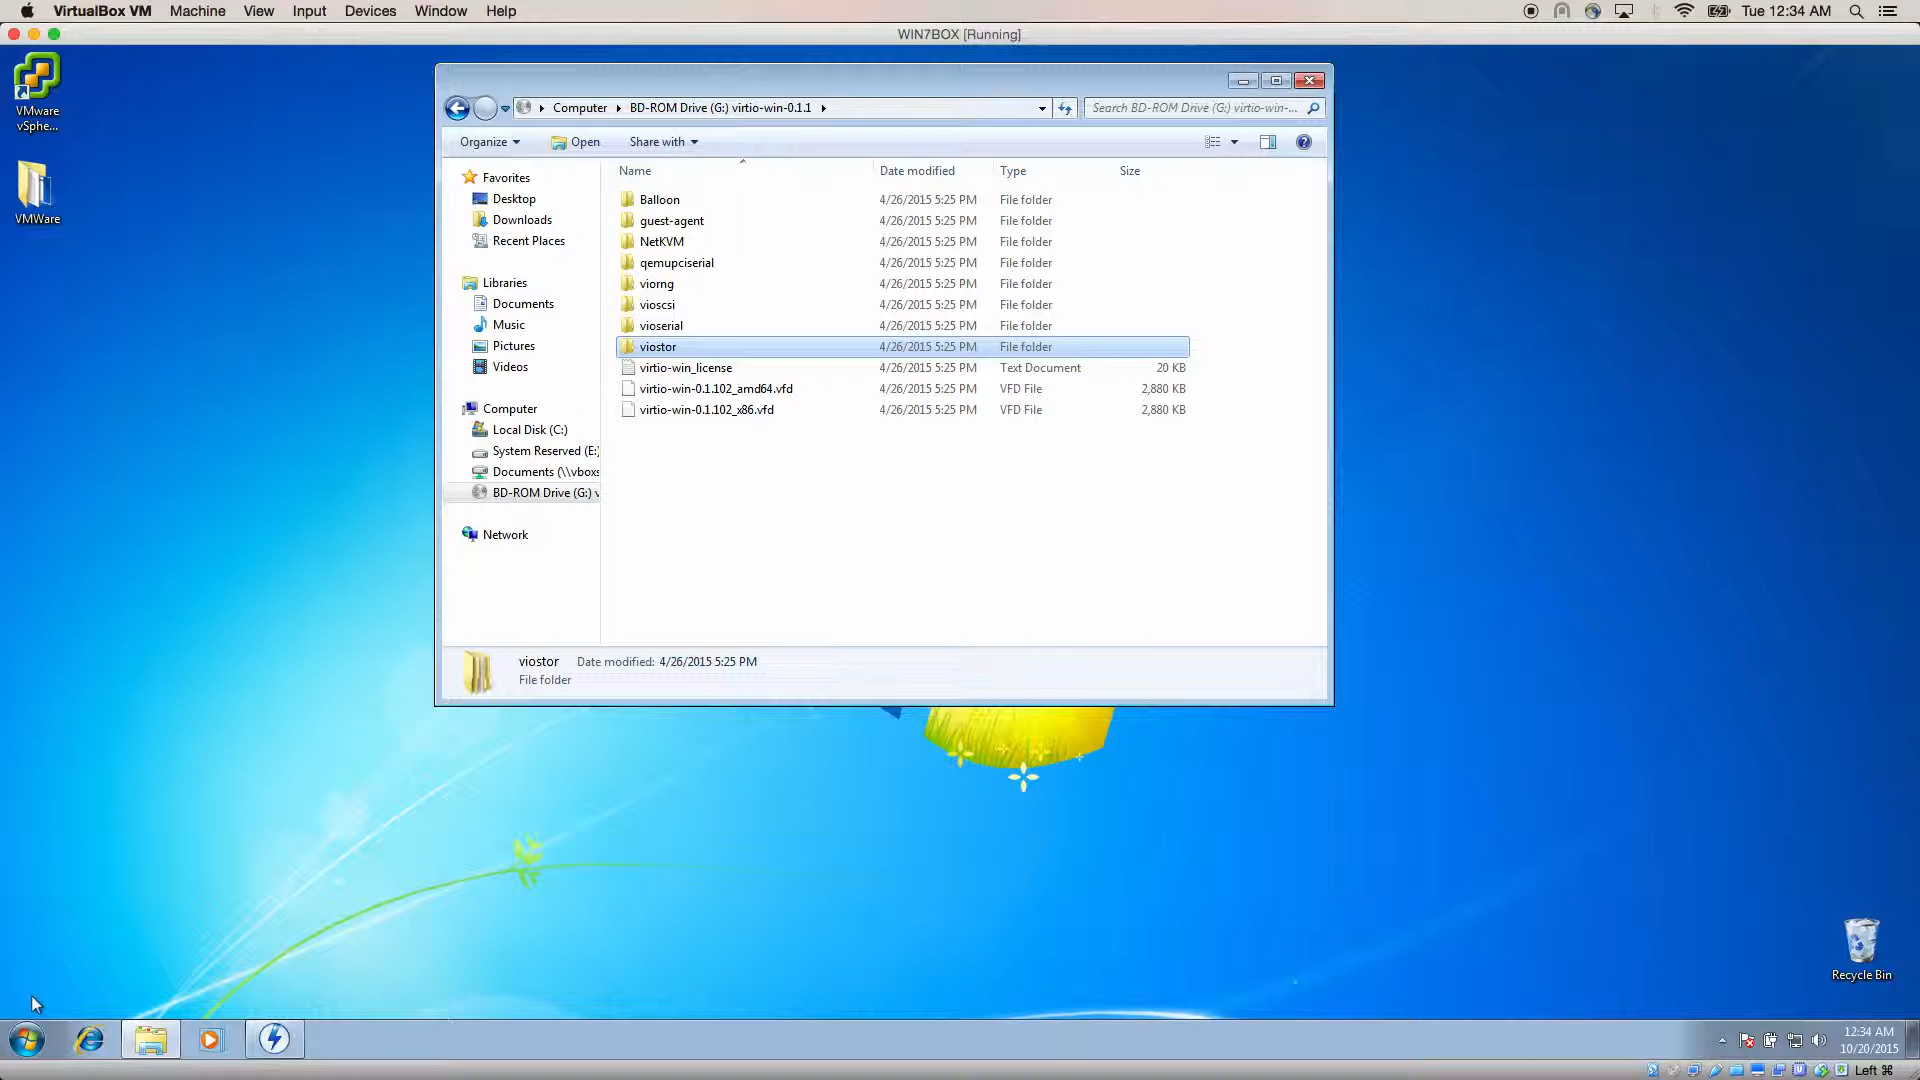 VirtualBox VM Machine View Input Devices Window Help
Tue 12:34 AM
WIN7BOX [Running]
VMware
vSphe...
VMWare
Computer BD-ROM Drive (G:) virtio-win-0.1.1
Search BD-ROM Drive (G:) virtio-win-...
Organize Open Share with
Name Date modified Type Size
Favorites
Desktop
Downloads
Recent Places
Libraries
Documents
Music
Pictures
Videos
Computer
Local Disk (C:)
System Reserved (E:
Documents (\\vboxs
BD-ROM Drive (G:) v
Network
Balloon 4/26/2015 5:25 PM File folder
guest-agent 4/26/2015 5:25 PM File folder
NetKVM 4/26/2015 5:25 PM File folder
qemupciserial 4/26/2015 5:25 PM File folder
viorng 4/26/2015 5:25 PM File folder
vioscsi 4/26/2015 5:25 PM File folder
vioserial 4/26/2015 5:25 PM File folder
viostor 4/26/2015 5:25 PM File folder
virtio-win_license 4/26/2015 5:25 PM Text Document 20 KB
virtio-win-0.1.102_amd64.vfd 4/26/2015 5:25 PM VFD File 2,880 KB
virtio-win-0.1.102_x86.vfd 4/26/2015 5:25 PM VFD File 2,880 KB
viostor Date modified: 4/26/2015 5:25 PM
File folder
Recycle Bin
12:34 AM
10/20/2015
Left ⌘